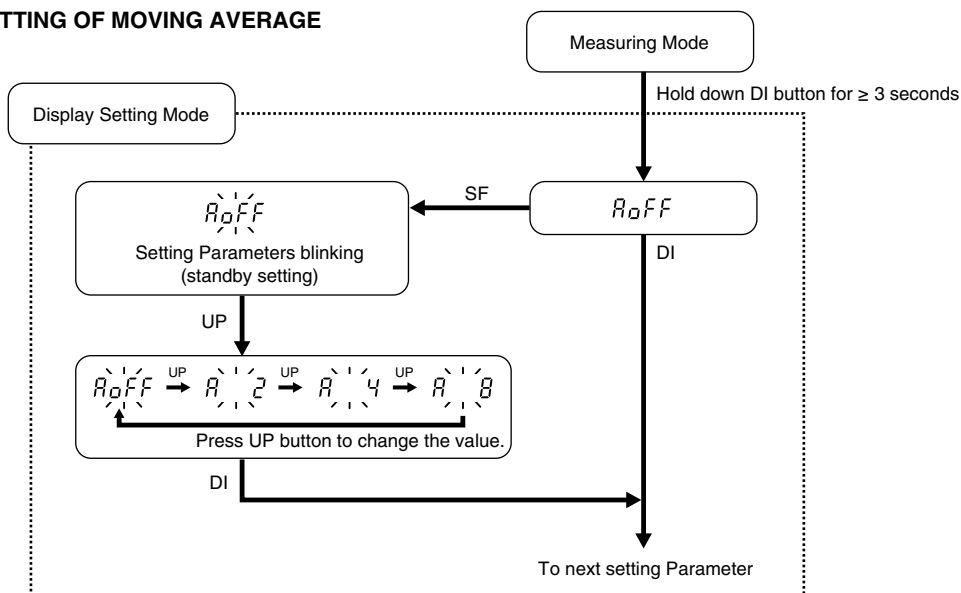 TTING OF MOVING AVERAGE
Measuring Mode
Hold down DI button for ≥ 3 seconds
Display Setting Mode
SF
AoFF
AoFF
Setting Parameters blinking
(standby setting)
DI
UP
AoFF UP A 2 UP A 4 UP A 8
Press UP button to change the value.
DI
To next setting Parameter